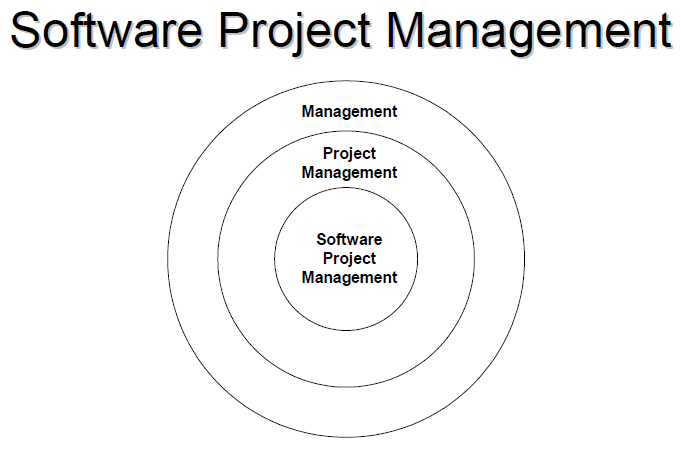 Software Project Management
Management
Project
Management
Software
Project
Management